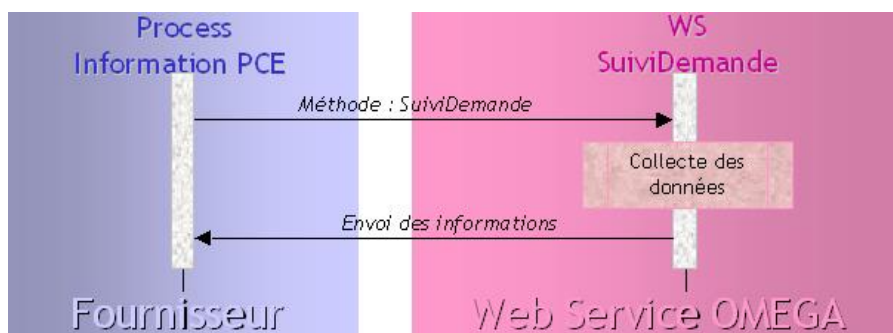 Process
Information PCE
WS
SuiviDemande
Méthode : SuiviDemande
Collecte des
données
Envoi des informations
Fournisseur
Web Service OMEGA